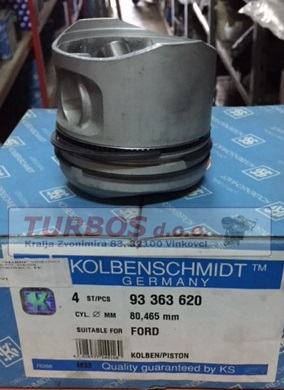 TURBOS d.o.o.
Kralja Zvonimira 83, 32100 Vinkovci
KOLBENSCHMIDT™
GERMANY
4 ST/PCS 93 363 620
CYL. Ø MM 80,465 mm
SUITABLE FOR FORD
KOLBEN/PISTON
Quality guaranteed by KS